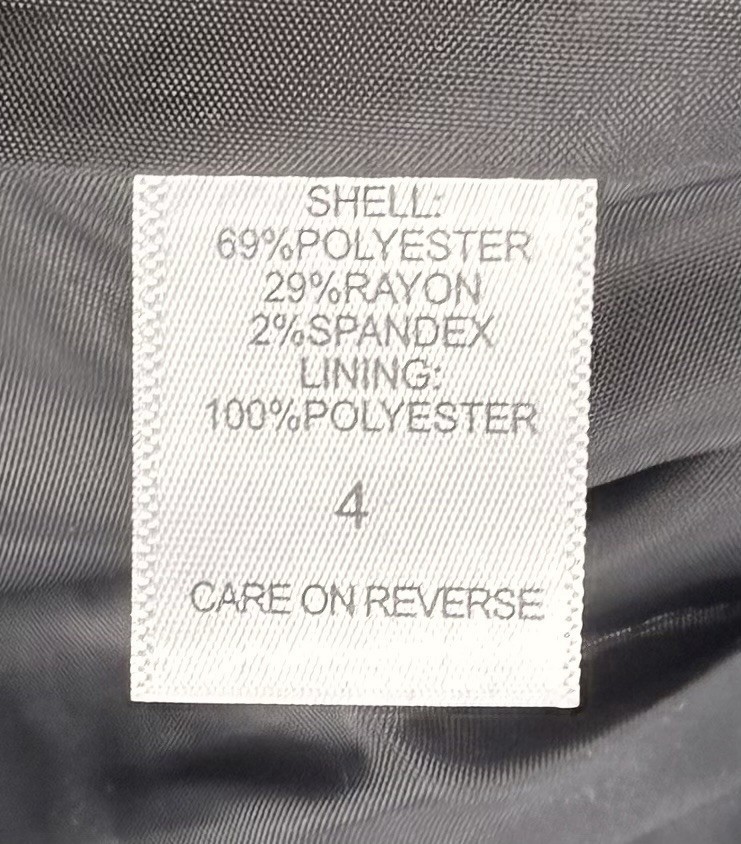 SHELL:
69%POLYESTER
29%RAYON
2%SPANDEX
LINING:
100%POLYESTER
4
CARE ON REVERSE